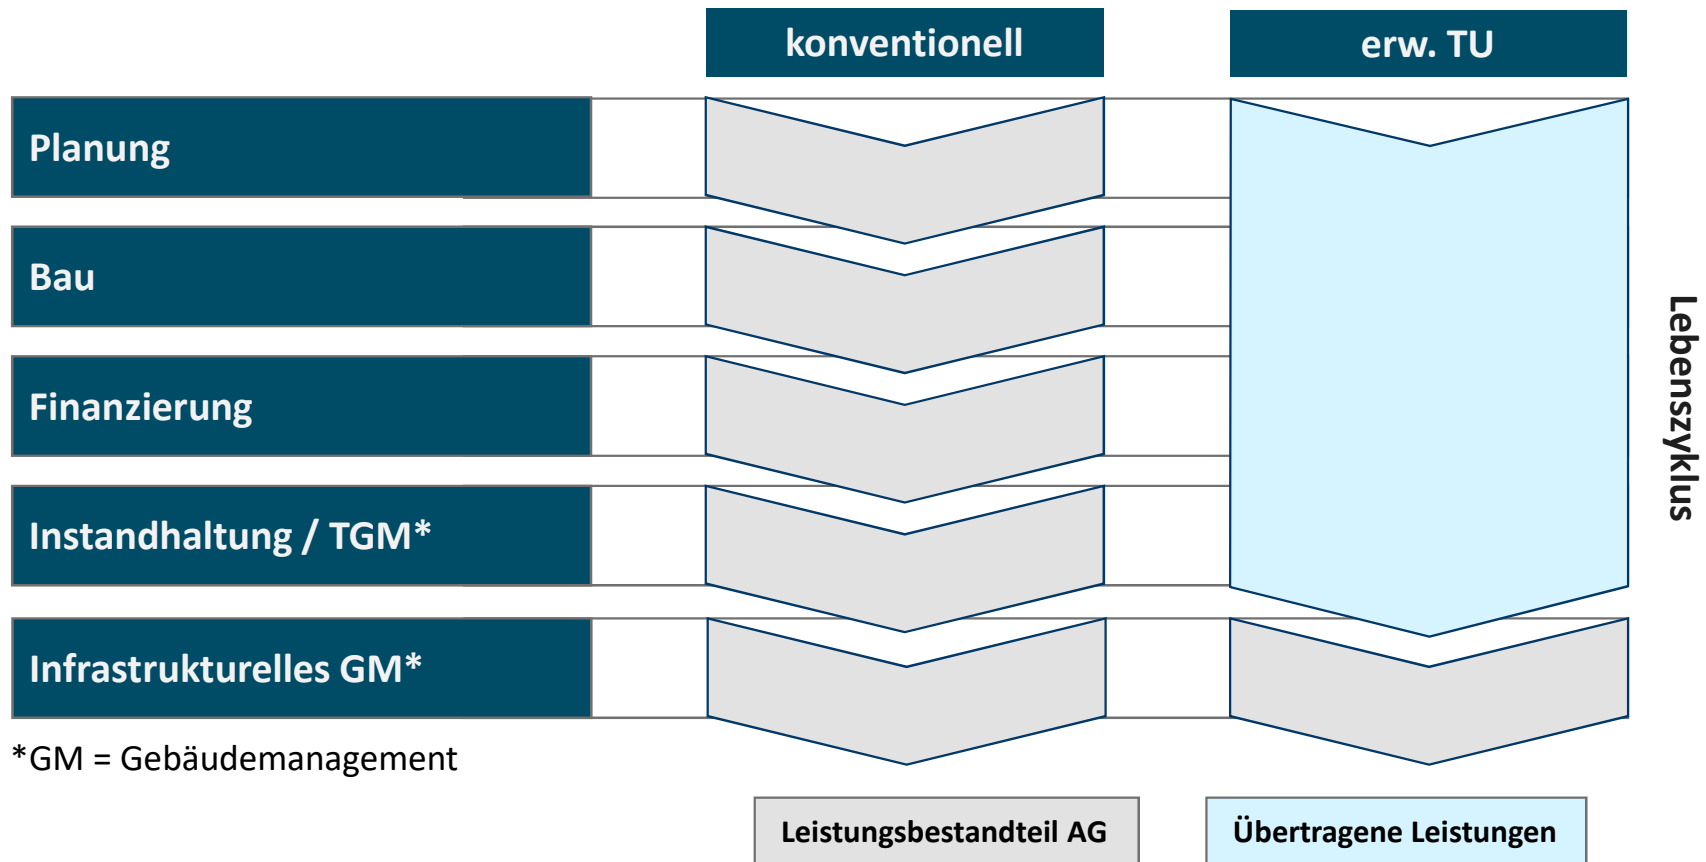 konventionell
erw. TU
Planung
Bau
Finanzierung
Instandhaltung / TGM*
Infrastrukturelles GM*
Lebenszyklus
*GM = Gebäudemanagement
Leistungsbestandteil AG
Übertragene Leistungen